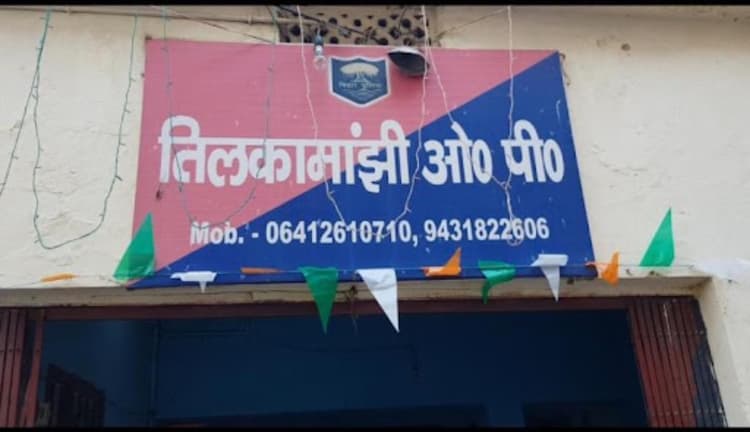 बिहार पुलिस
तिलकामांझी ओ० पी०
Mob. - 06412610710, 9431822606